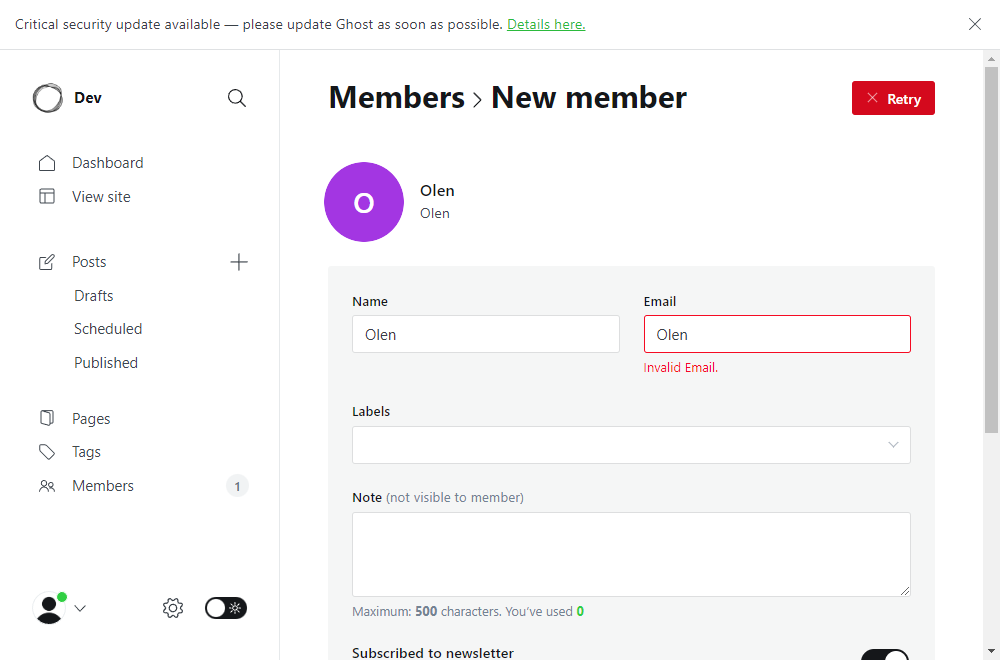 Critical security update available — please update Ghost as soon as possible. Details here.
Dev
Dashboard
View site
Posts
Drafts
Scheduled
Published
Pages
Tags
Members 1
Members > New member
Retry
O
Olen
Olen
Name
Olen
Email
Olen
Invalid Email.
Labels
Note (not visible to member)
Maximum: 500 characters. You've used 0
Subscribed to newsletter